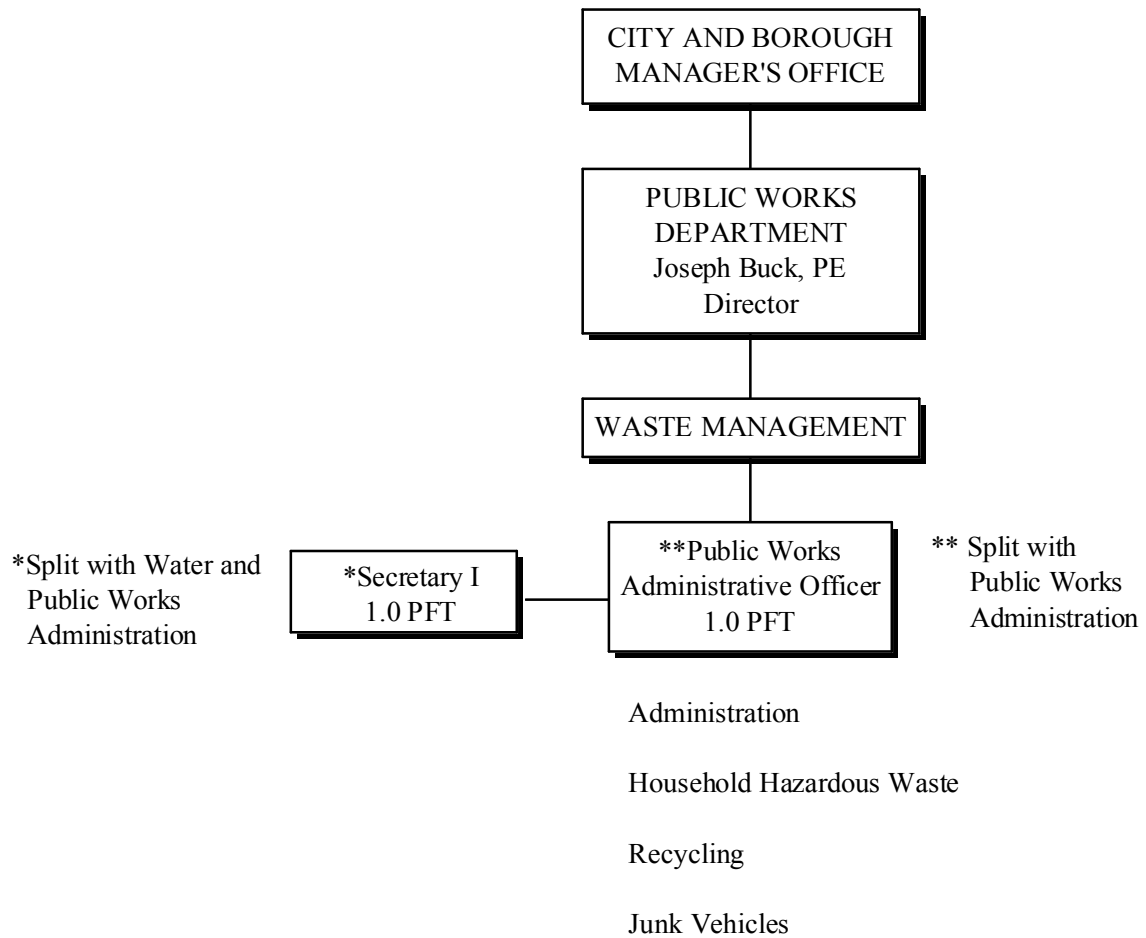 CITY AND BOROUGH
MANAGER'S OFFICE
PUBLIC WORKS
DEPARTMENT
Joseph Buck, PE
Director
WASTE MANAGEMENT
*Split with Water and
Public Works
Administration
*Secretary I
1.0 PFT
**Public Works
Administrative Officer
1.0 PFT
** Split with
Public Works
Administration
Administration
Household Hazardous Waste
Recycling
Junk Vehicles